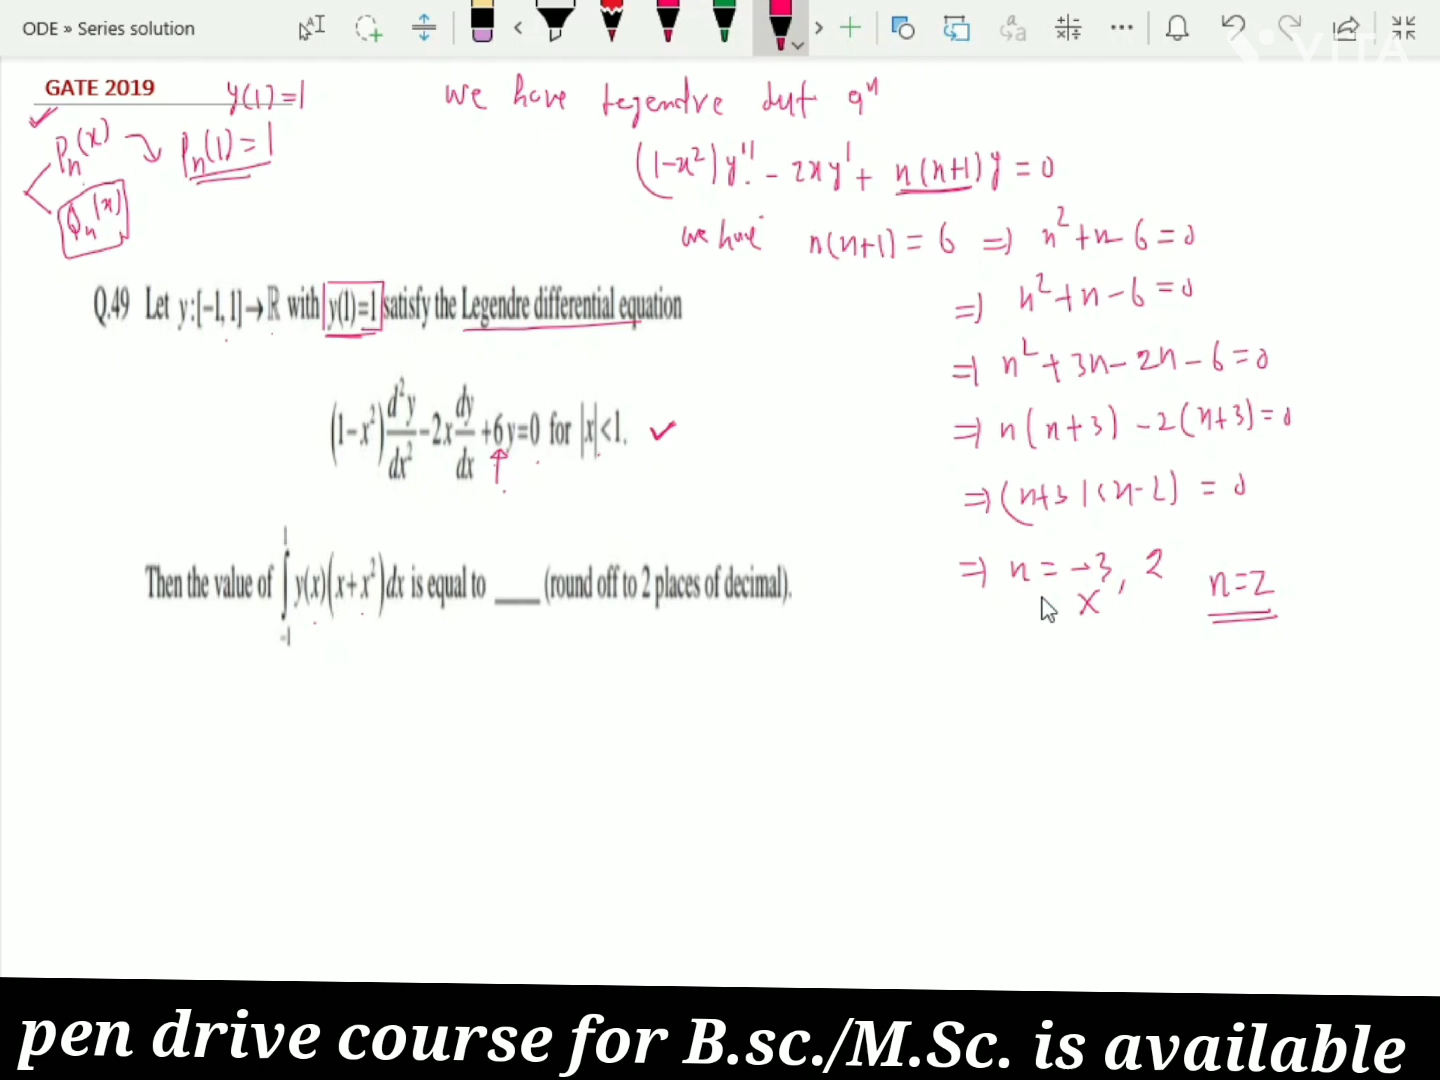 ODE » Series solution
VITA
GATE 2019
y(1)=1
we have legendre diff qⁿ
Pₙ(x)
Pₙ(1)=1
Qₙ(x)
(1-x²)y'' - 2xy' + n(n+1)y = 0
we have n(n+1) = 6 ⇒ n²+n-6=0
Q.49 Let y:[-1, 1]→ℝ with y(1)=1 satisfy the Legendre differential equation
⇒ n²+n-6=0
⇒ n²+3n-2n-6=0
(1-x²) d²y/dx² -2x dy/dx +6y=0 for |x|<1. ✓
⇒ n(n+3)-2(n+3)=0
⇒ (n+3)(n-2) = 0
Then the value of ∫₋₁¹ y(x)(x+x²)dx is equal to ____ (round off to 2 places of decimal).
⇒ n = -3, 2 n=2
x
pen drive course for B.sc./M.Sc. is available